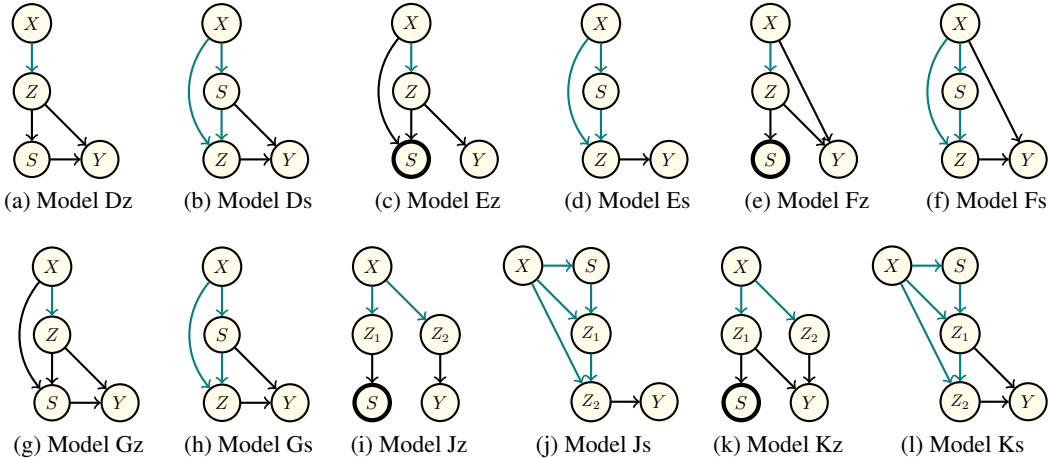 X X X X X X
Z S Z S Z S
S Y Z Y S Y Z Y S Y Z Y
(a) Model Dz (b) Model Ds (c) Model Ez (d) Model Es (e) Model Fz (f) Model Fs
X X X X S X X S
Z S Z₁ Z₂ Z₁ Z₁ Z₂ Z₁
S Y Z Y S Y Z₂ Y S Y Z₂ Y
(g) Model Gz (h) Model Gs (i) Model Jz (j) Model Js (k) Model Kz (l) Model Ks